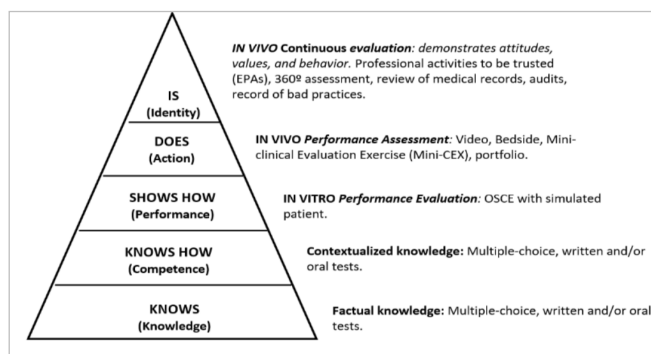 IN VIVO Continuous evaluation: demonstrates attitudes,
values, and behavior. Professional activities to be trusted
(EPAs), 360º assessment, review of medical records, audits,
record of bad practices.
IS
(Identity)
DOES
(Action)
IN VIVO Performance Assessment: Video, Bedside, Mini-
clinical Evaluation Exercise (Mini-CEX), portfolio.
SHOWS HOW
(Performance)
IN VITRO Performance Evaluation: OSCE with simulated
patient.
KNOWS HOW
(Competence)
Contextualized knowledge: Multiple-choice, written and/or
oral tests.
KNOWS
(Knowledge)
Factual knowledge: Multiple-choice, written and/or oral
tests.